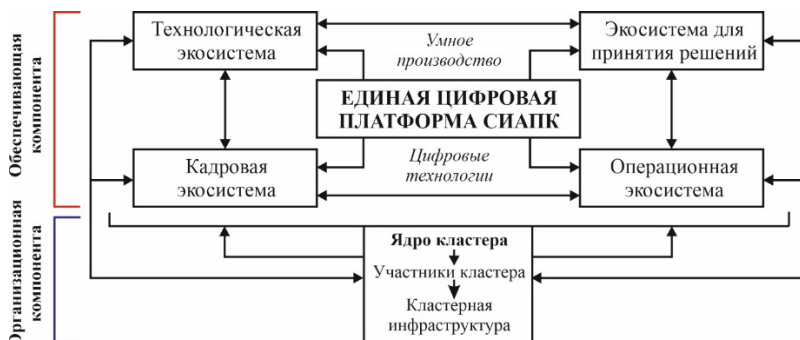 Обеспечивающая
компонента
Технологическая
экосистема
Умное
производство
Экосистема для
принятия решений
ЕДИНАЯ ЦИФРОВАЯ
ПЛАТФОРМА СИАПК
Кадровая
экосистема
Цифровые
технологии
Операционная
экосистема
Организационная
компонента
Ядро кластера
Участники кластера
Кластерная
инфраструктура